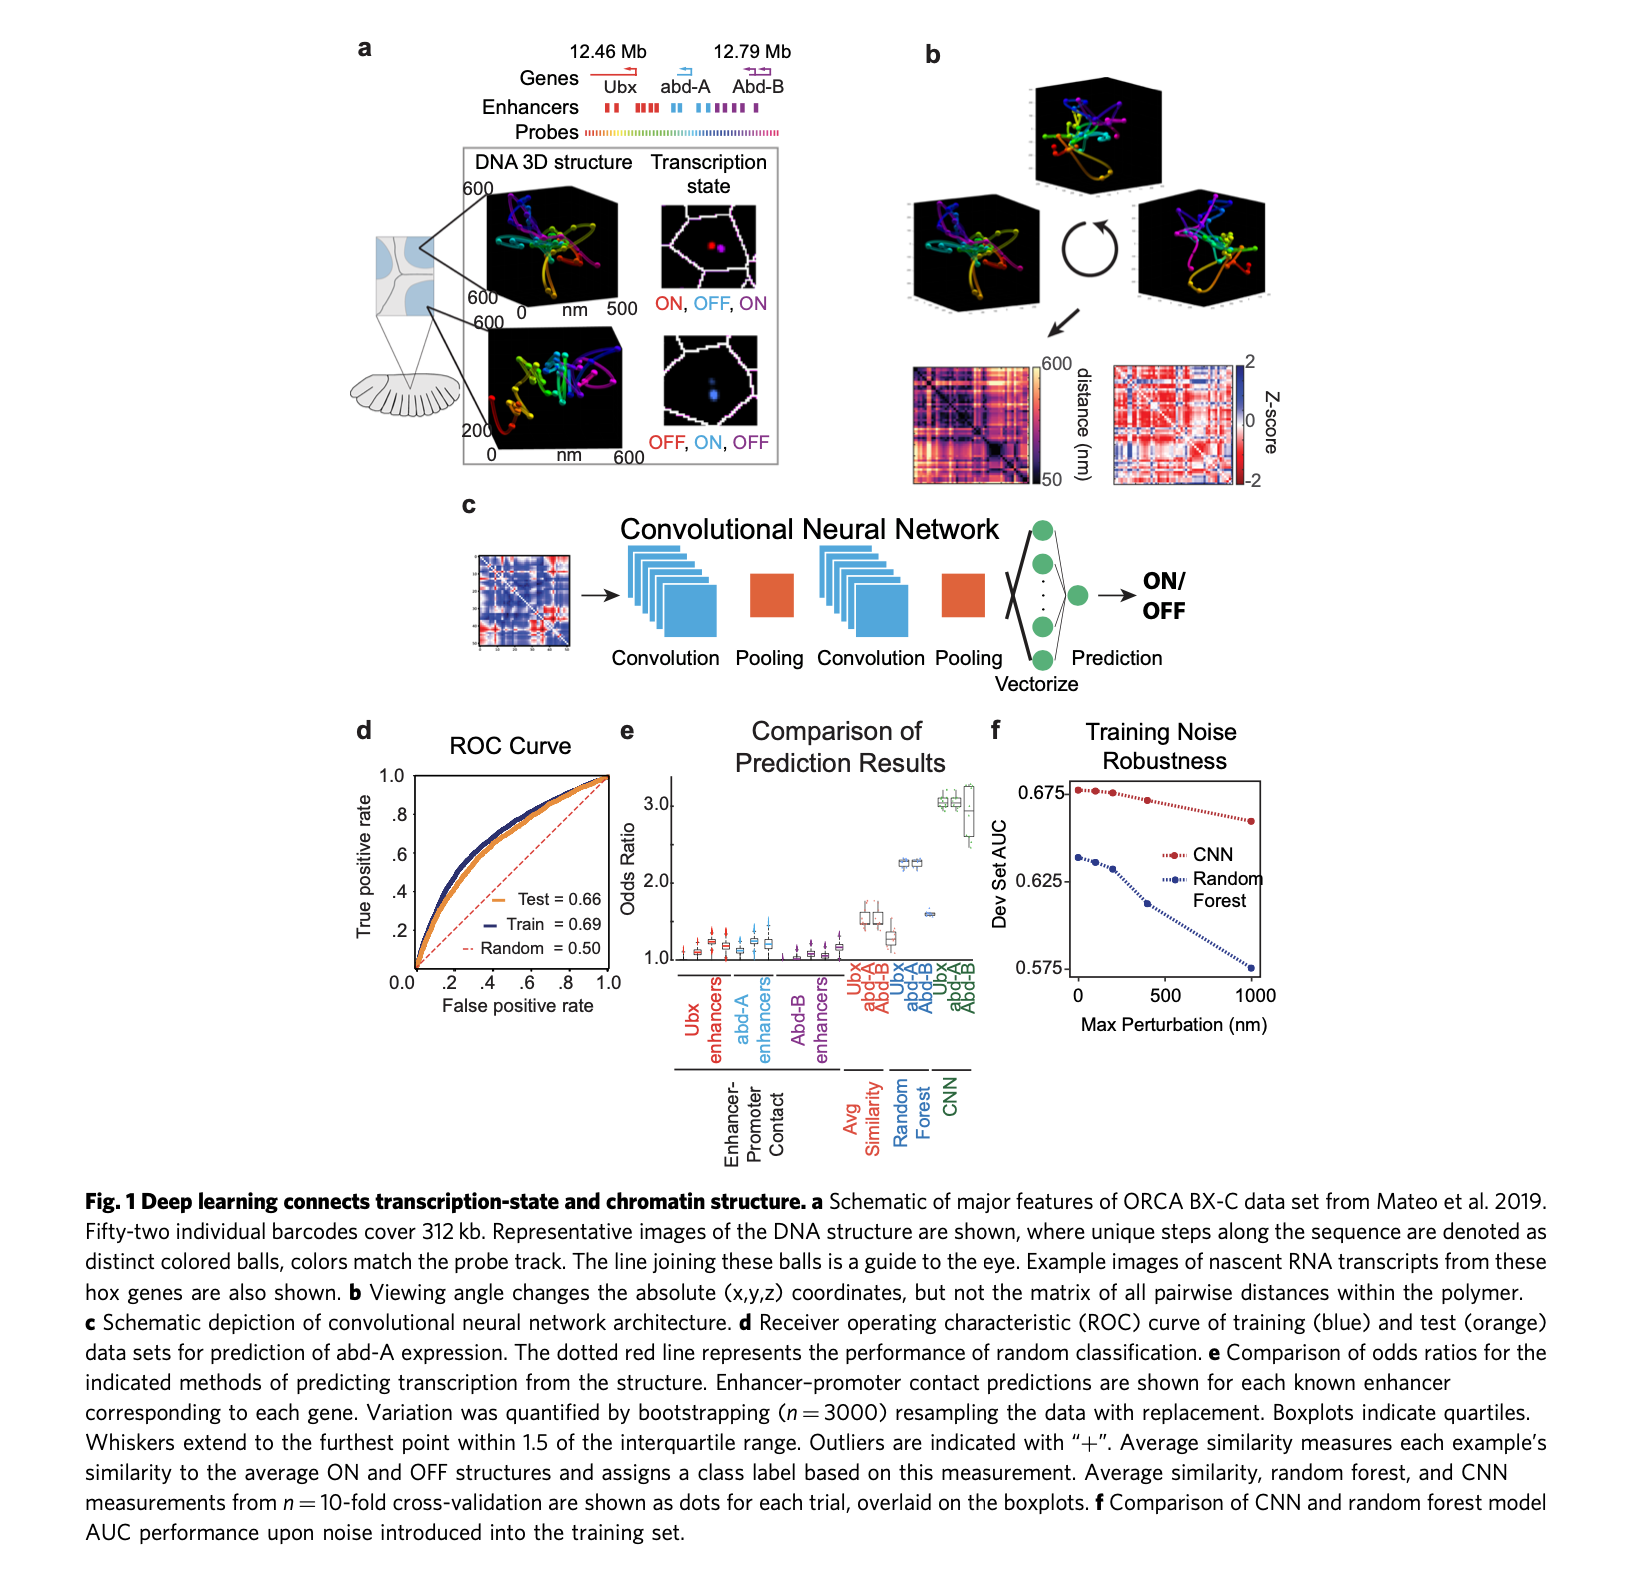 a
12.46 Mb 12.79 Mb
Genes
Ubx abd-A Abd-B
Enhancers
Probes
DNA 3D structure Transcription
state
600
600
0 nm 500
ON, OFF, ON
600
200
0 nm 600
OFF, ON, OFF
b
600
distance (nm)
50
2
0
-2
Z-score
c
Convolutional Neural Network
ON/
OFF
Convolution Pooling Convolution Pooling Prediction
Vectorize
d
ROC Curve
True positive rate
1.0
.8
.6
.4
.2
0.0 .2 .4 .6 .8 1.0
False positive rate
Test = 0.66
Train = 0.69
Random = 0.50
e
Comparison of
Prediction Results
Odds Ratio
3.0
2.0
1.0
Ubx
enhancers
abd-A
enhancers
Abd-B
enhancers
Ubx
abd-A
Abd-B
Ubx
abd-A
Abd-B
Ubx
abd-A
Abd-B
Enhancer-
Promoter
Contact
Avg
Similarity
Random
Forest
CNN
f
Training Noise
Robustness
Dev Set AUC
0.675
0.625
0.575
CNN
Random
Forest
0 500 1000
Max Perturbation (nm)
Fig. 1 Deep learning connects transcription-state and chromatin structure. a Schematic of major features of ORCA BX-C data set from Mateo et al. 2019.
Fifty-two individual barcodes cover 312 kb. Representative images of the DNA structure are shown, where unique steps along the sequence are denoted as
distinct colored balls, colors match the probe track. The line joining these balls is a guide to the eye. Example images of nascent RNA transcripts from these
hox genes are also shown. b Viewing angle changes the absolute (x,y,z) coordinates, but not the matrix of all pairwise distances within the polymer.
c Schematic depiction of convolutional neural network architecture. d Receiver operating characteristic (ROC) curve of training (blue) and test (orange)
data sets for prediction of abd-A expression. The dotted red line represents the performance of random classification. e Comparison of odds ratios for the
indicated methods of predicting transcription from the structure. Enhancer–promoter contact predictions are shown for each known enhancer
corresponding to each gene. Variation was quantified by bootstrapping (n = 3000) resampling the data with replacement. Boxplots indicate quartiles.
Whiskers extend to the furthest point within 1.5 of the interquartile range. Outliers are indicated with “+”. Average similarity measures each example’s
similarity to the average ON and OFF structures and assigns a class label based on this measurement. Average similarity, random forest, and CNN
measurements from n = 10-fold cross-validation are shown as dots for each trial, overlaid on the boxplots. f Comparison of CNN and random forest model
AUC performance upon noise introduced into the training set.